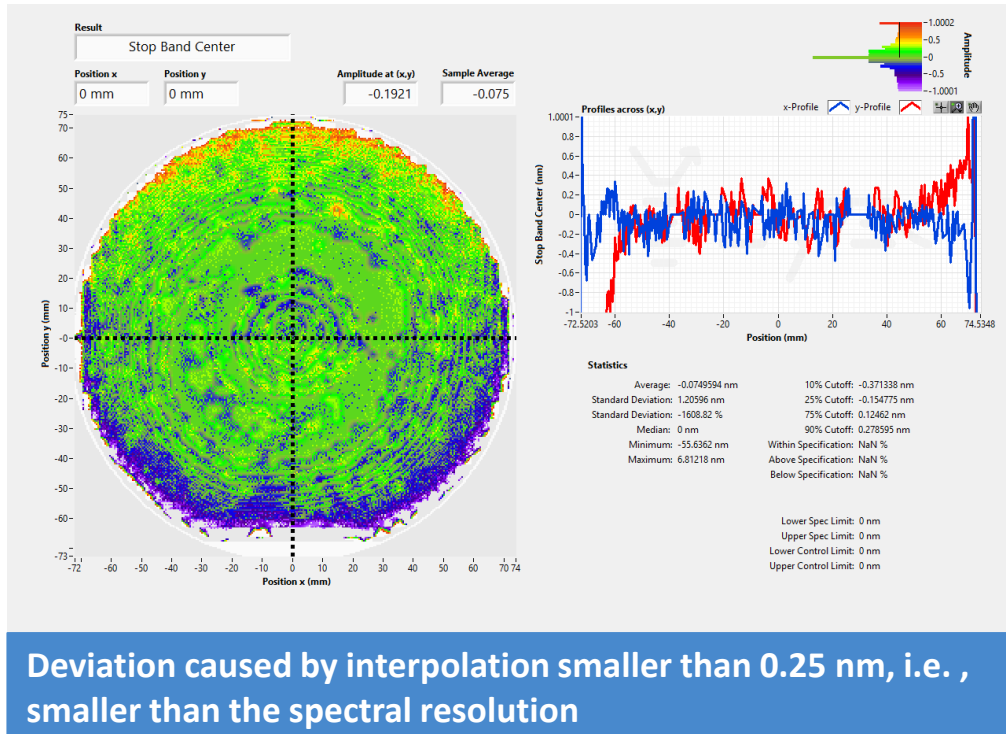 Result
Stop Band Center
Position x
Position y
Amplitude at (x,y)
Sample Average
0 mm
0 mm
-0.1921
-0.075
75
70
60
50
40
30
20
10
-0
-10
-20
-30
-40
-50
-60
-73
Position y (mm)
-72
-60
-50
-40
-30
-20
-10
0
10
20
30
40
50
60
70
74
Position x (mm)
1.0002
0.5
-0
-0.5
-1.0001
Amplitude
Profiles across (x,y)
x-Profile
y-Profile
1.0001
0.8
0.6
0.4
0.2
0
-0.2
-0.4
-0.6
-0.8
-1
Stop Band Center (nm)
-72.5203
-60
-40
-20
0
20
40
60
74.5348
Position (mm)
Statistics
Average: -0.0749594 nm
Standard Deviation: 1.20596 nm
Standard Deviation: -1608.82 %
Median: 0 nm
Minimum: -55.6362 nm
Maximum: 6.81218 nm
10% Cutoff: -0.371338 nm
25% Cutoff: -0.154775 nm
75% Cutoff: 0.12462 nm
90% Cutoff: 0.278595 nm
Within Specification: NaN %
Above Specification: NaN %
Below Specification: NaN %
Lower Spec Limit: 0 nm
Upper Spec Limit: 0 nm
Lower Control Limit: 0 nm
Upper Control Limit: 0 nm
Deviation caused by interpolation smaller than 0.25 nm, i.e. ,
smaller than the spectral resolution